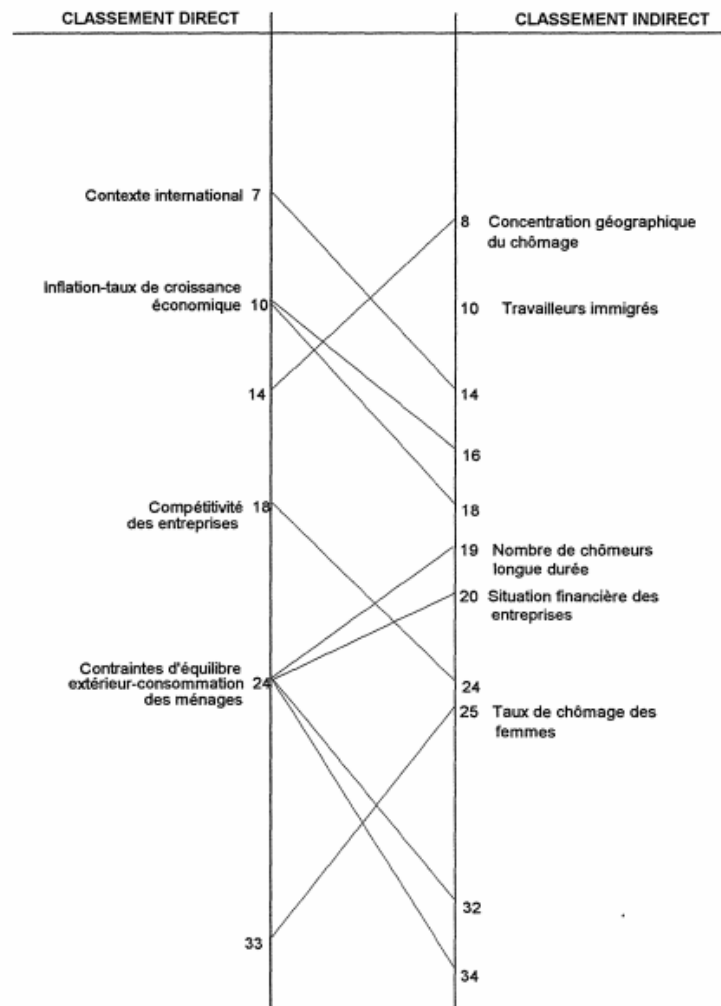 CLASSEMENT DIRECT
CLASSEMENT INDIRECT
Contexte international 7
8 Concentration géographique
du chômage
Inflation-taux de croissance
économique 10
10 Travailleurs immigrés
14
14
16
Compétitivité 18
des entreprises
18
19 Nombre de chômeurs
longue durée
20 Situation financière des
entreprises
Contraintes d'équilibre
extérieur-consommation 24
des ménages
24
25 Taux de chômage des
femmes
32
33
34